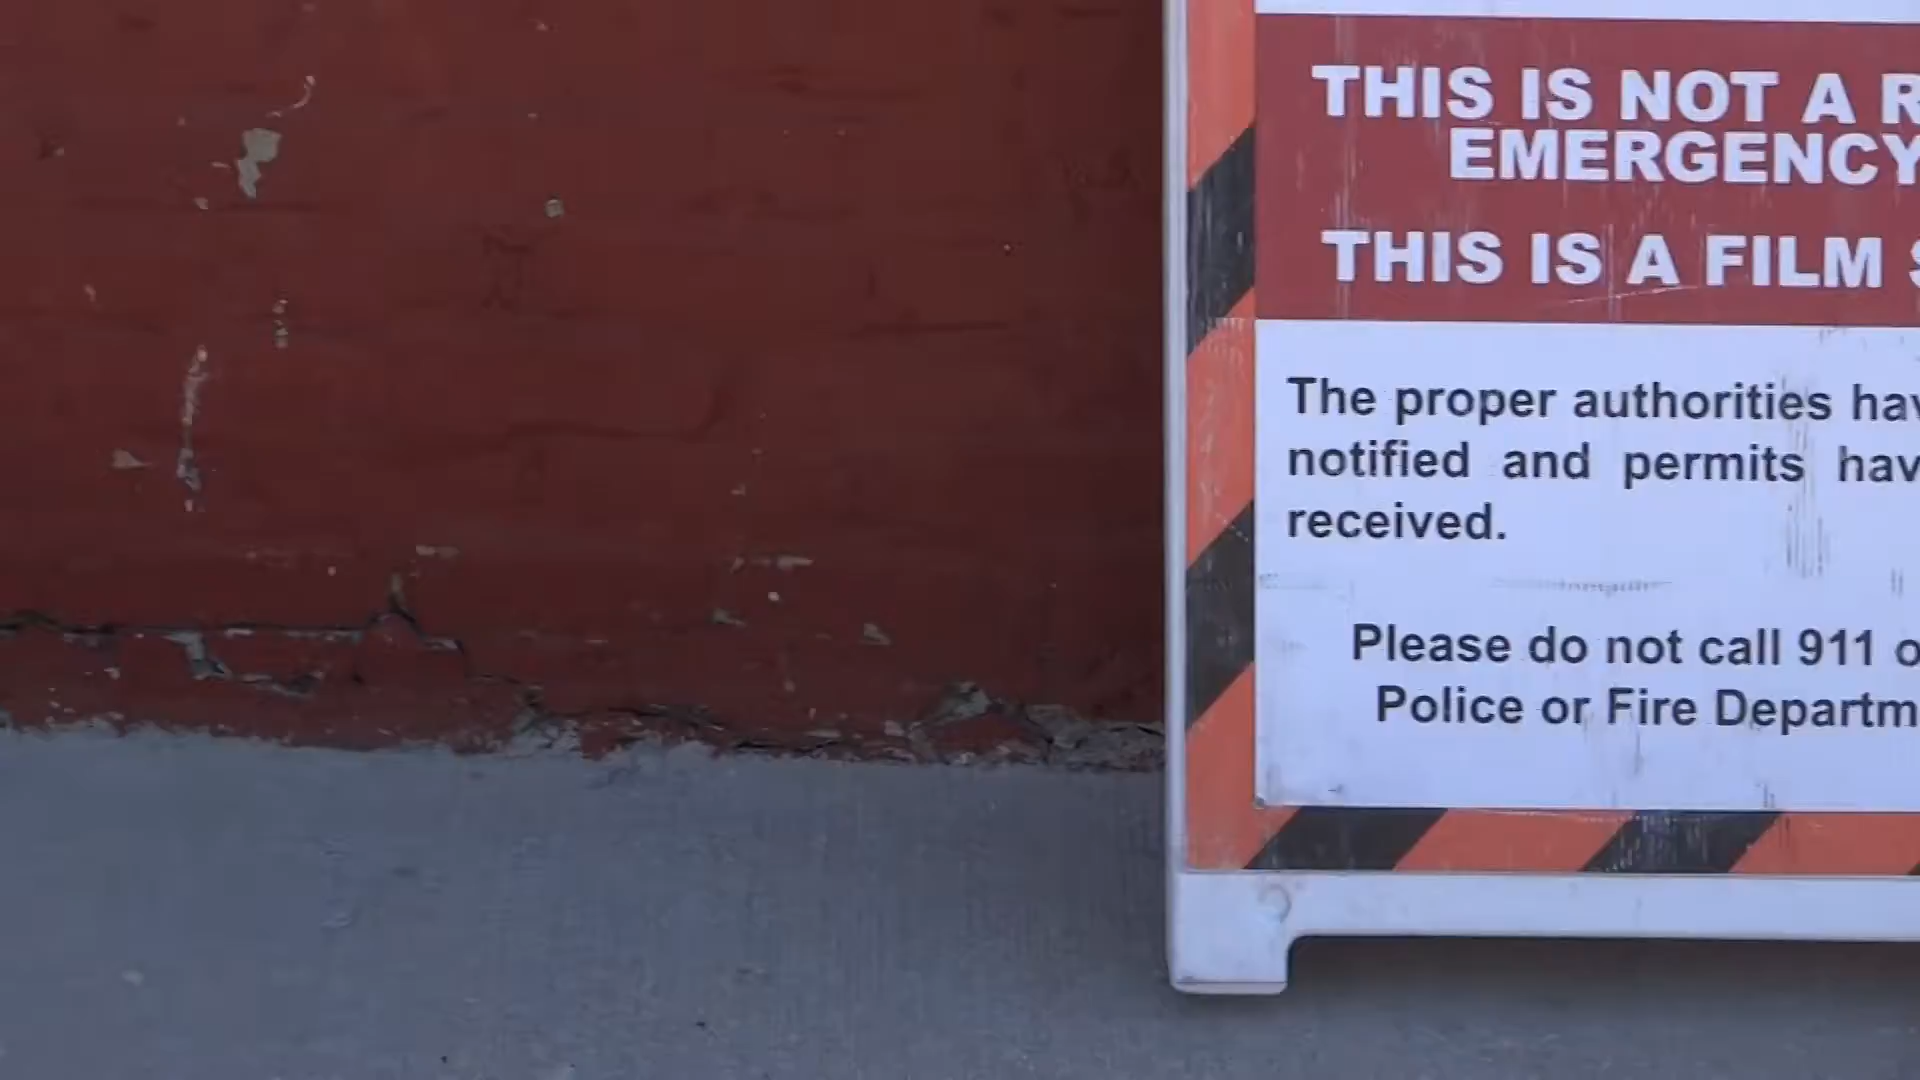 THIS IS NOT A R
EMERGENCY
THIS IS A FILM S
The proper authorities hav
notified and permits hav
received.
Please do not call 911 o
Police or Fire Departm